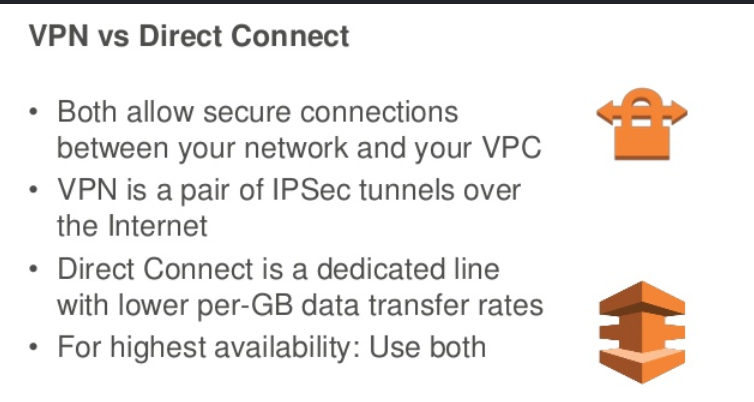 VPN vs Direct Connect
• Both allow secure connections
between your network and your VPC
• VPN is a pair of IPSec tunnels over
the Internet
• Direct Connect is a dedicated line
with lower per-GB data transfer rates
• For highest availability: Use both